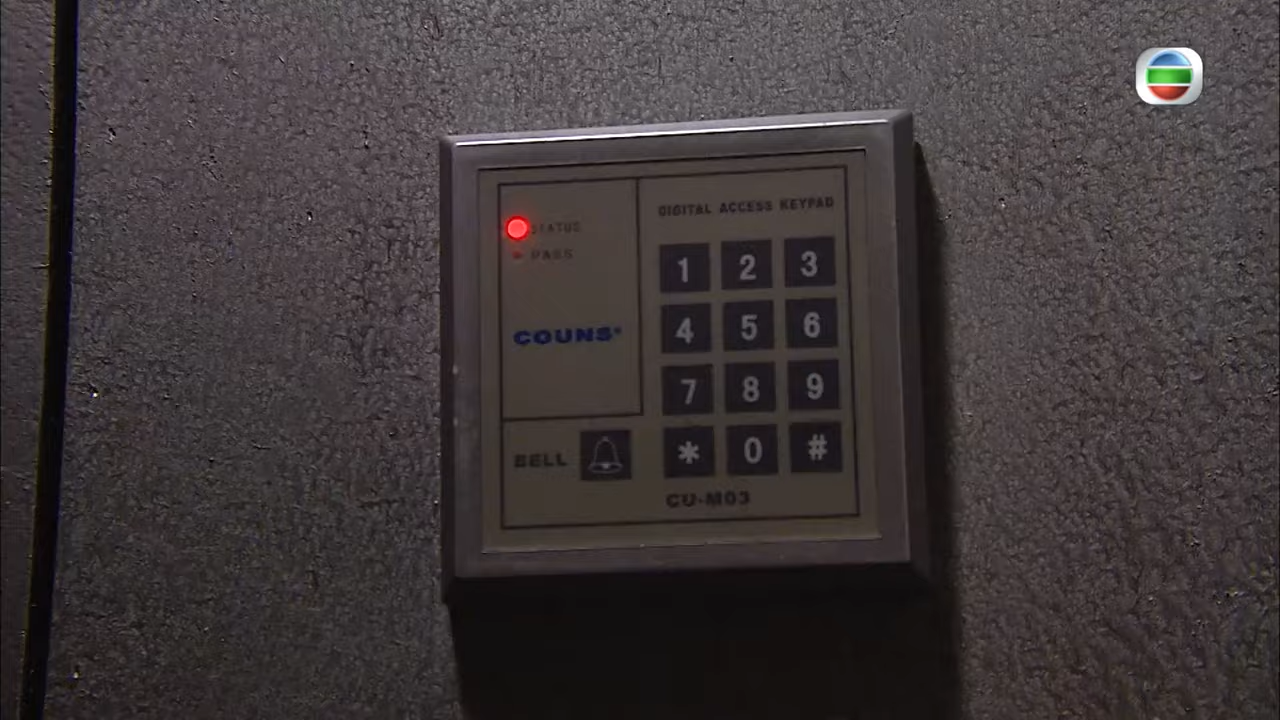 STATUS
PASS
COUNS®
BELL
DIGITAL ACCESS KEYPAD
1 2 3
4 5 6
7 8 9
* 0 #
CU-M03